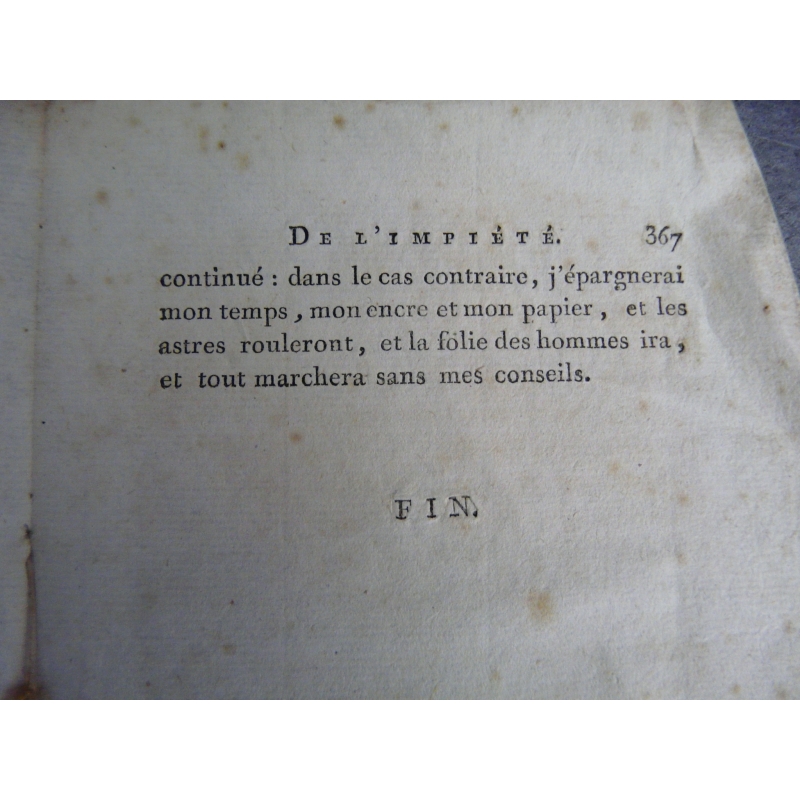 DE L'IMPIÉTÉ. 367
continué : dans le cas contraire, j'épargnerai
mon temps, mon encre et mon papier, et les
astres rouleront, et la folie des hommes ira,
et tout marchera sans mes conseils.
FIN.